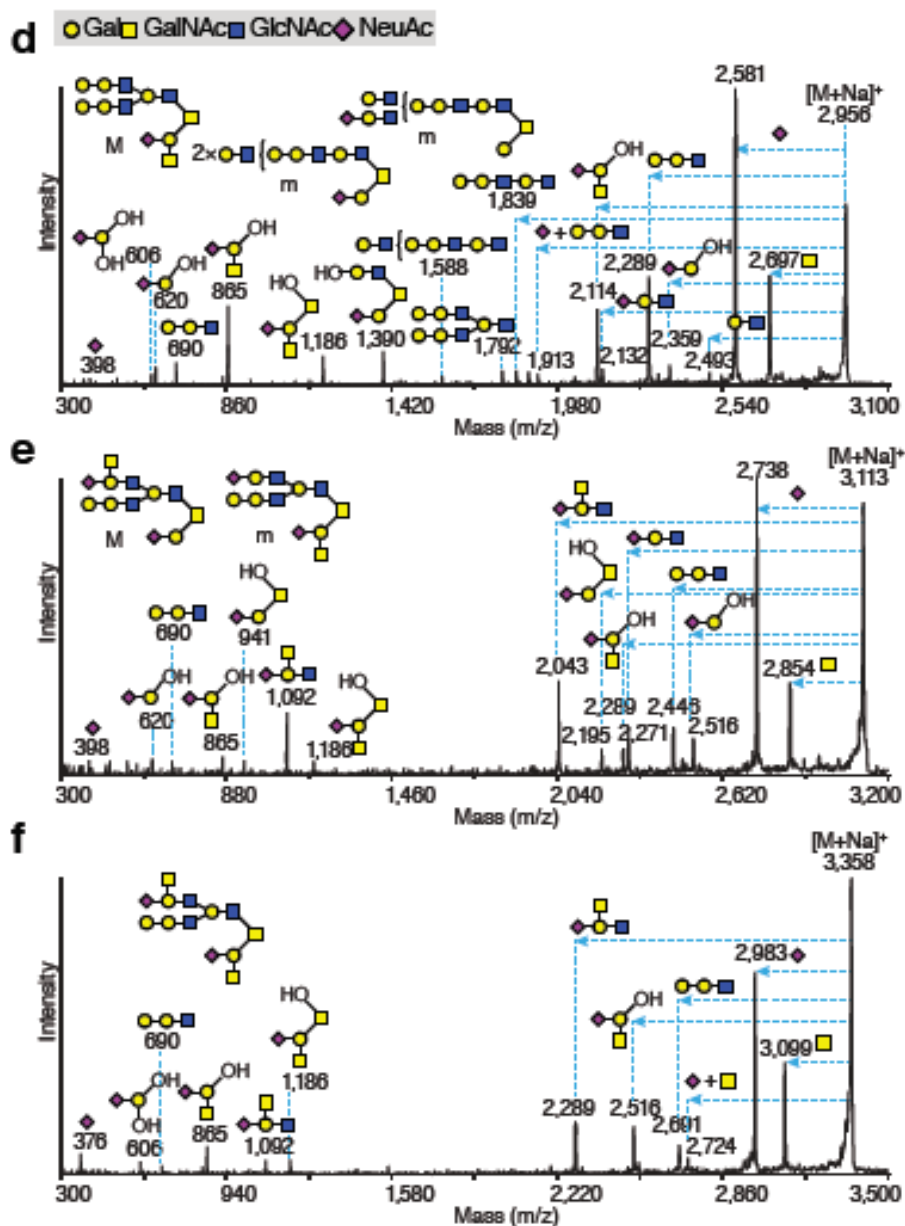 d
Gal GalNAc GlcNAc NeuAc
2,581
[M+Na]+
2,956
M
2×
m
m
1,839
OH
Intensity
OH
OH
606
OH
620
OH
865
690
398
HO
1,186
HO
1,390
1,588
1,792
+
1,913
2,114
2,132
2,289
OH
2,359
2,493
2,697
300 860 1,420 1,980 2,540 3,100
Mass (m/z)
e
2,738
[M+Na]+
3,113
M
m
HO
690
941
OH
620
OH
865
1,092
HO
1,186
398
Intensity
HO
OH
OH
2,043
2,195
2,289
2,271
2,446
2,516
2,854
300 880 1,460 2,040 2,620 3,200
Mass (m/z)
f
[M+Na]+
3,358
2,983
HO
OH
690
1,186
3,099
Intensity
OH
OH
606
OH
865
1,092
376
+
2,289
2,516
2,691
2,724
300 940 1,580 2,220 2,860 3,500
Mass (m/z)